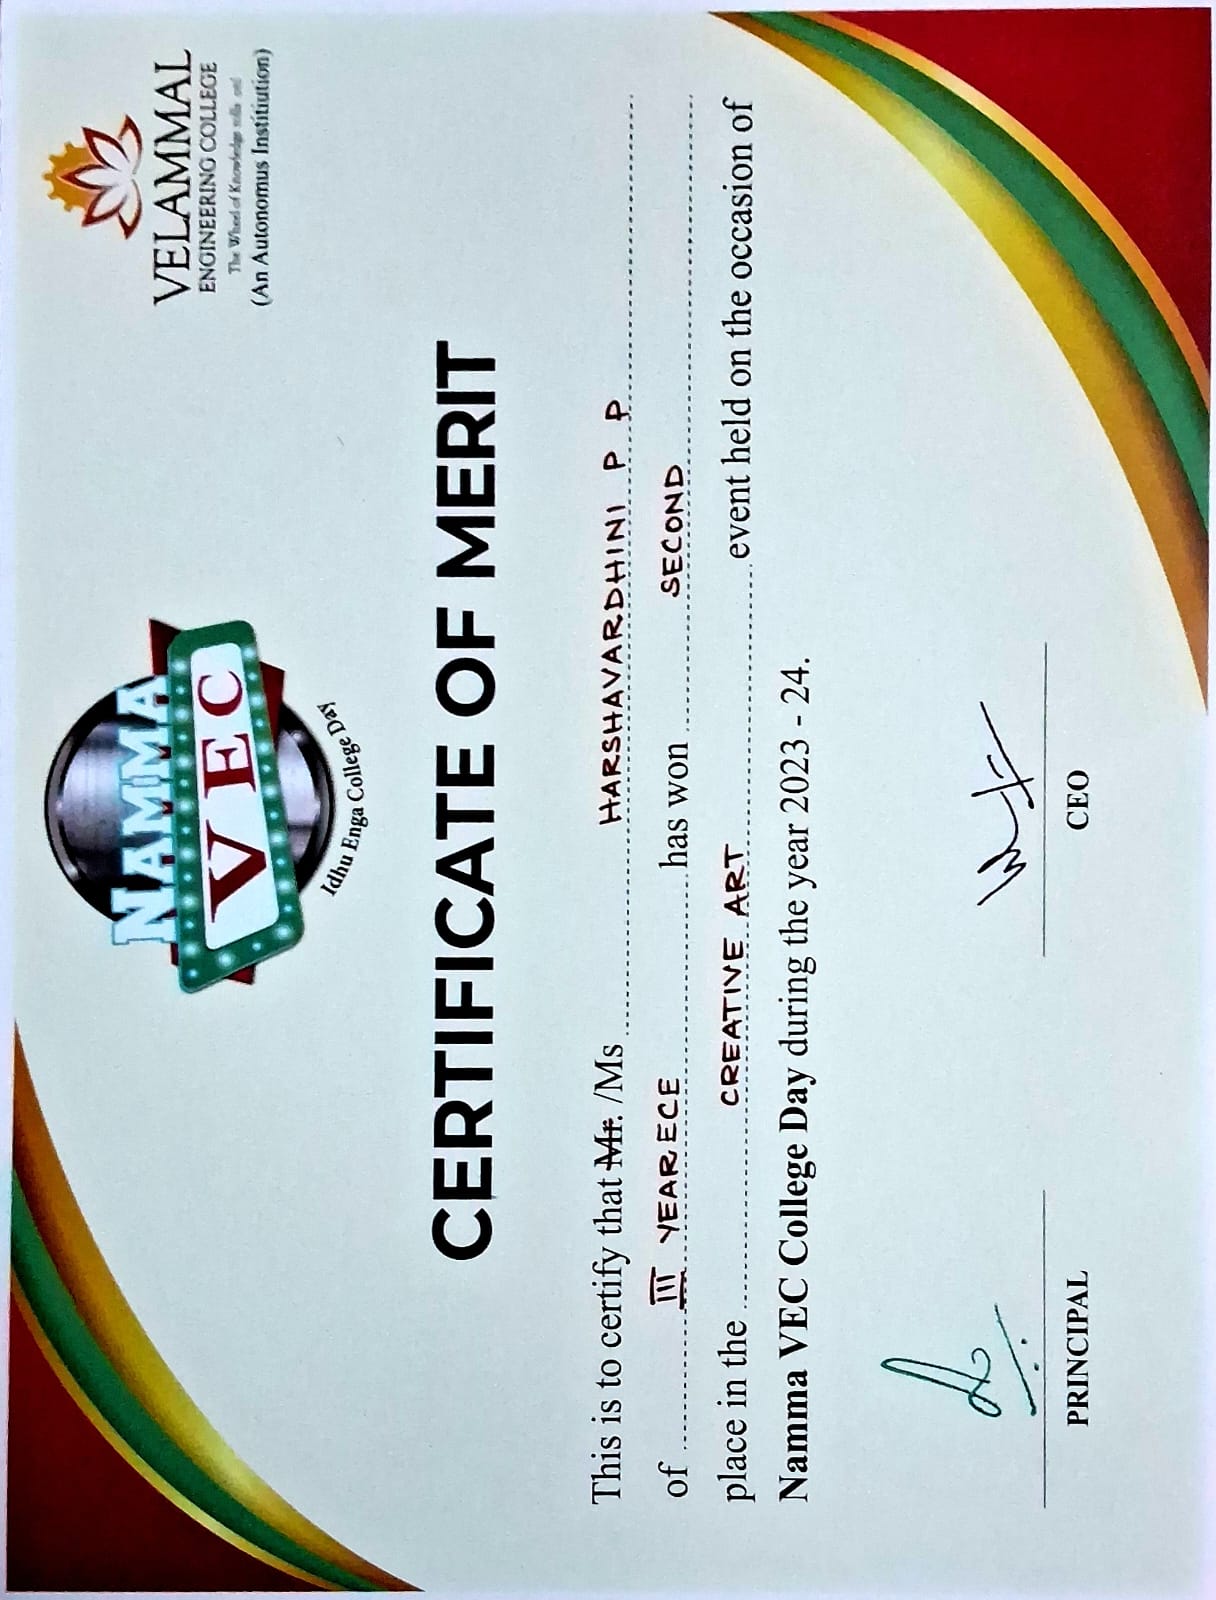 NAMMA
VEC
Idhu Enga College Day
VELAMMAL
ENGINEERING COLLEGE
The Wheel of Knowledge rolls on!
(An Autonomus Institiution)
CERTIFICATE OF MERIT
This is to certify that Mr. /Ms HARSHAVARDHINI P P
of III YEAR ECE has won SECOND
place in the CREATIVE ART event held on the occasion of
Namma VEC College Day during the year 2023 - 24.
PRINCIPAL
CEO